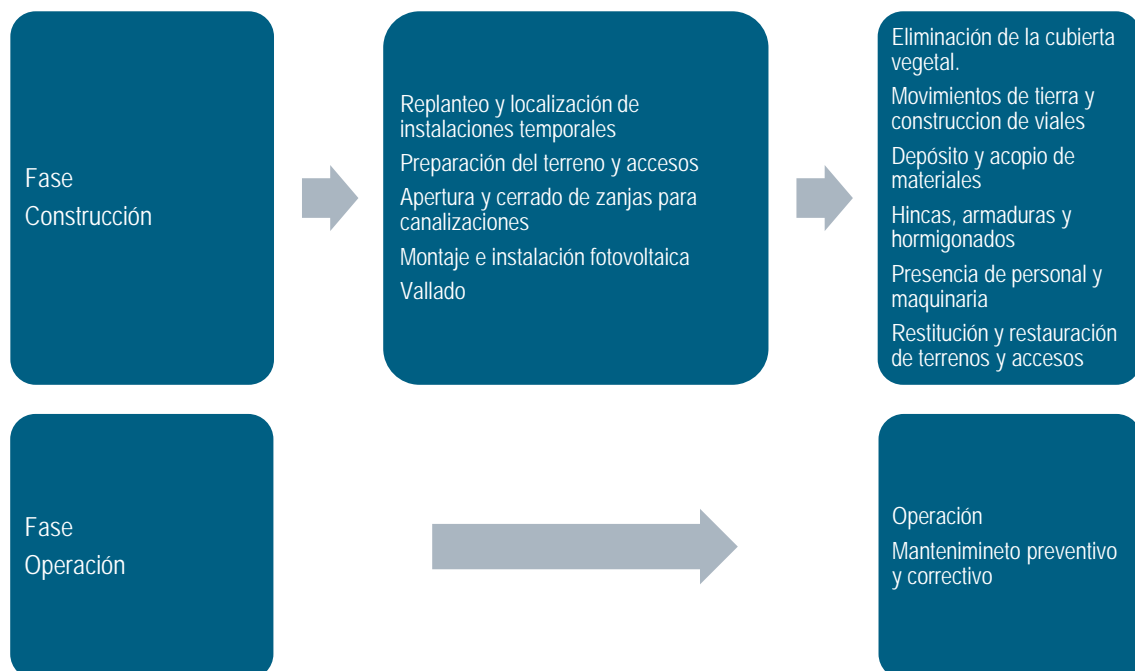 Fase
Construcción
Replanteo y localización de
instalaciones temporales
Preparación del terreno y accesos
Apertura y cerrado de zanjas para
canalizaciones
Montaje e instalación fotovoltaica
Vallado
Eliminación de la cubierta
vegetal.
Movimientos de tierra y
construccion de viales
Depósito y acopio de
materiales
Hincas, armaduras y
hormigonados
Presencia de personal y
maquinaria
Restitución y restauración
de terrenos y accesos
Fase
Operación
Operación
Mantenimineto preventivo
y correctivo